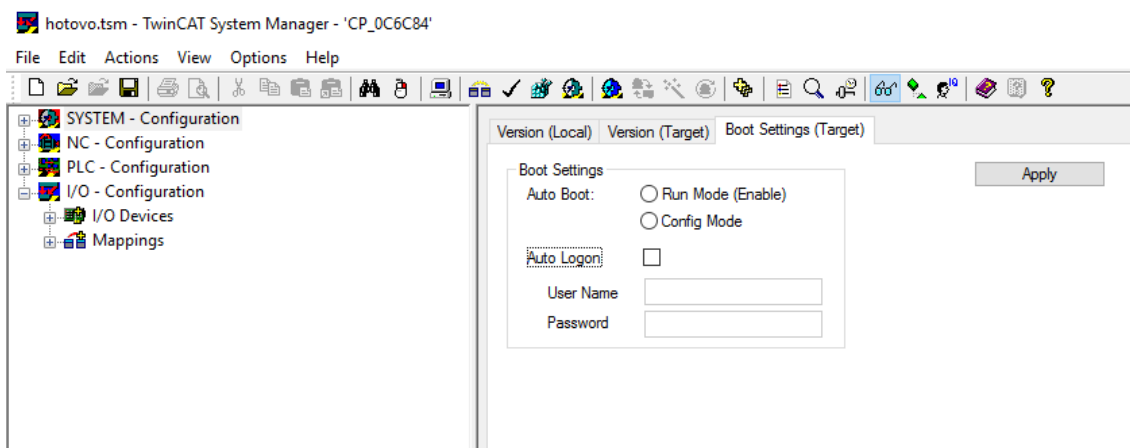 hotovo.tsm - TwinCAT System Manager - 'CP_0C6C84'
File Edit Actions View Options Help
SYSTEM - Configuration
NC - Configuration
PLC - Configuration
I/O - Configuration
I/O Devices
Mappings
Version (Local) Version (Target) Boot Settings (Target)
Boot Settings
Apply
Auto Boot: Run Mode (Enable)
Config Mode
Auto Logon
User Name
Password